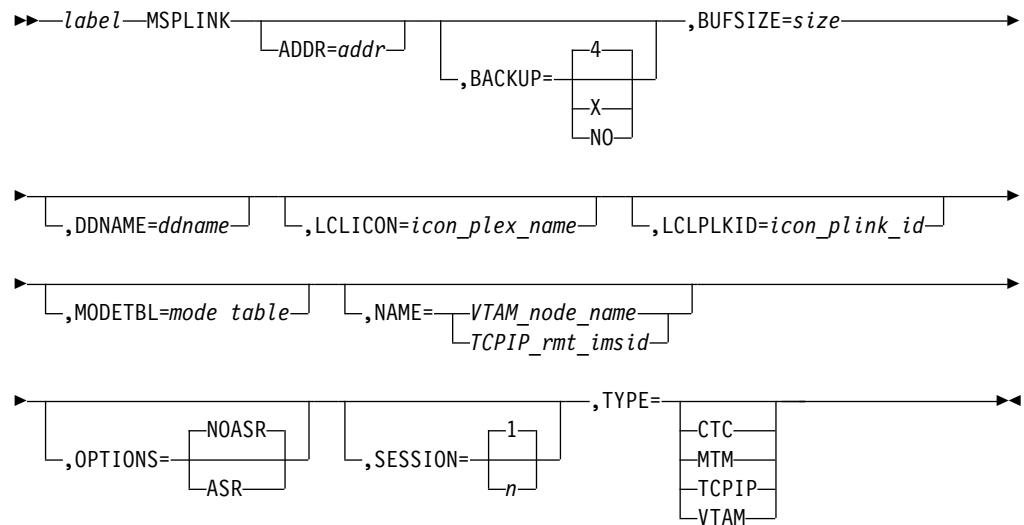 label MSPLINK ADDR=addr ,BACKUP= 4 X NO ,BUFSIZE=size
,DDNAME=ddname ,LCLICON=icon_plex_name ,LCLPLKID=icon_plink_id
,MODETBL=mode table ,NAME= VTAM_node_name TCPIP_rmt_imsid
,OPTIONS= NOASR ASR ,SESSION= 1 n ,TYPE= CTC MTM TCPIP VTAM